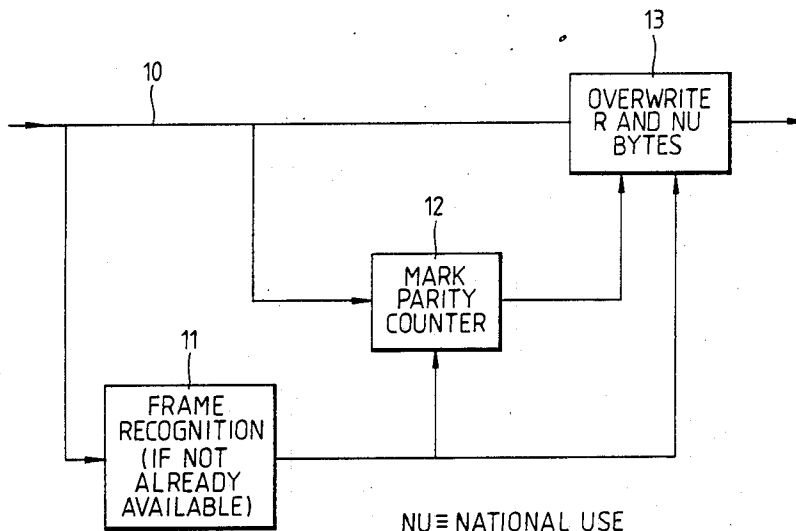 13
10
OVERWRITE
R AND NU
BYTES
12
MARK
PARITY
COUNTER
11
FRAME
RECOGNITION
(IF NOT
ALREADY
AVAILABLE)
NU≡NATIONAL USE